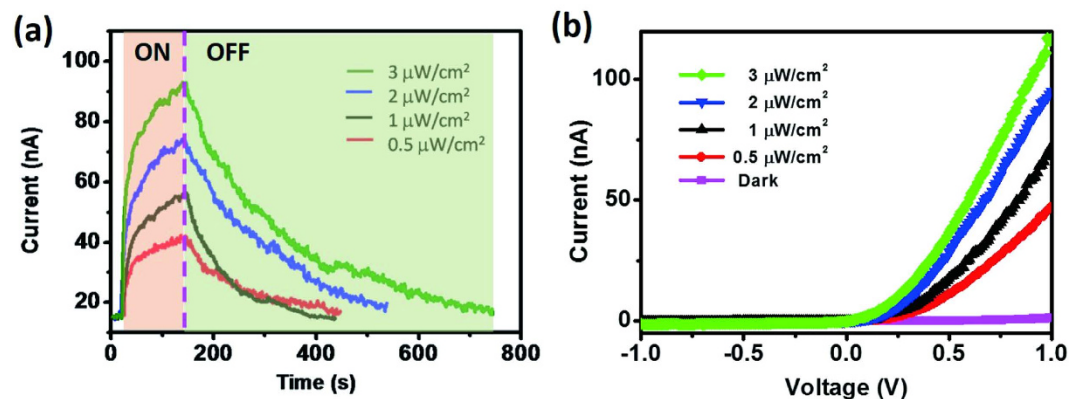 (a)
ON OFF
3 µW/cm²
2 µW/cm²
1 µW/cm²
0.5 µW/cm²
Current (nA)
100
80
60
40
20
0 200 400 600 800
Time (s)
(b)
3 µW/cm²
2 µW/cm²
1 µW/cm²
0.5 µW/cm²
Dark
Current (nA)
100
50
0
-1.0 -0.5 0.0 0.5 1.0
Voltage (V)